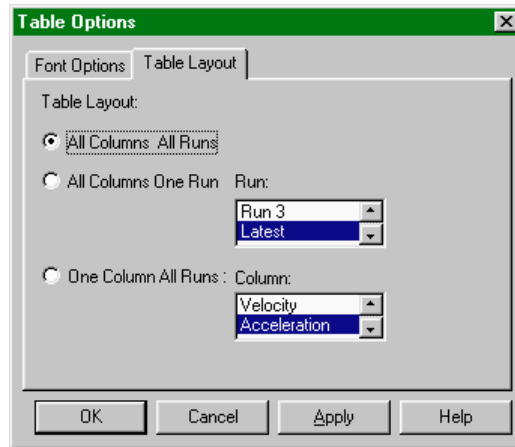 Table Options
Font Options Table Layout
Table Layout:
All Columns All Runs
All Columns One Run Run:
Run 3
Latest
One Column All Runs : Column:
Velocity
Acceleration
OK Cancel Apply Help